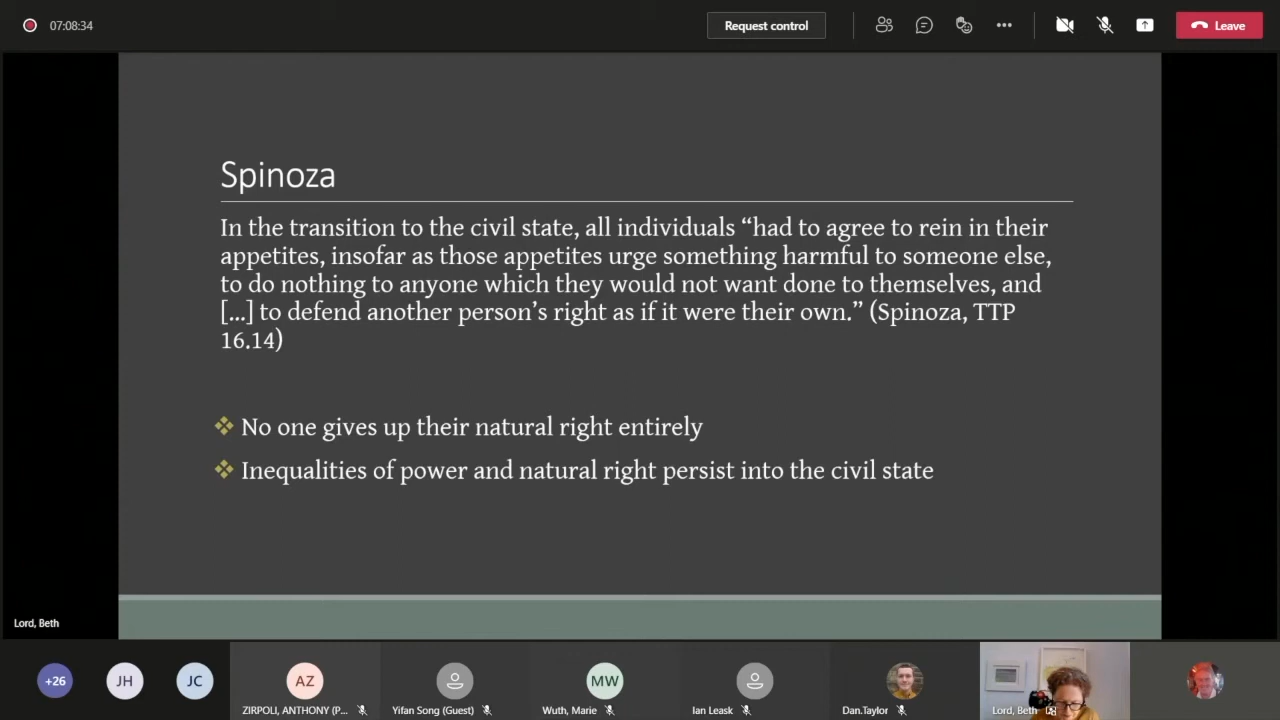 07:08:34
Request control
Leave
Spinoza
In the transition to the civil state, all individuals “had to agree to rein in their
appetites, insofar as those appetites urge something harmful to someone else,
to do nothing to anyone which they would not want done to themselves, and
[…] to defend another person’s right as if it were their own.” (Spinoza, TTP
16.14)
No one gives up their natural right entirely
Inequalities of power and natural right persist into the civil state
Lord, Beth
+26
JH
JC
AZ
MW
ZIRPOLI, ANTHONY (P...
Yifan Song (Guest)
Wuth, Marie
Ian Leask
Dan.Taylor
Lord, Beth